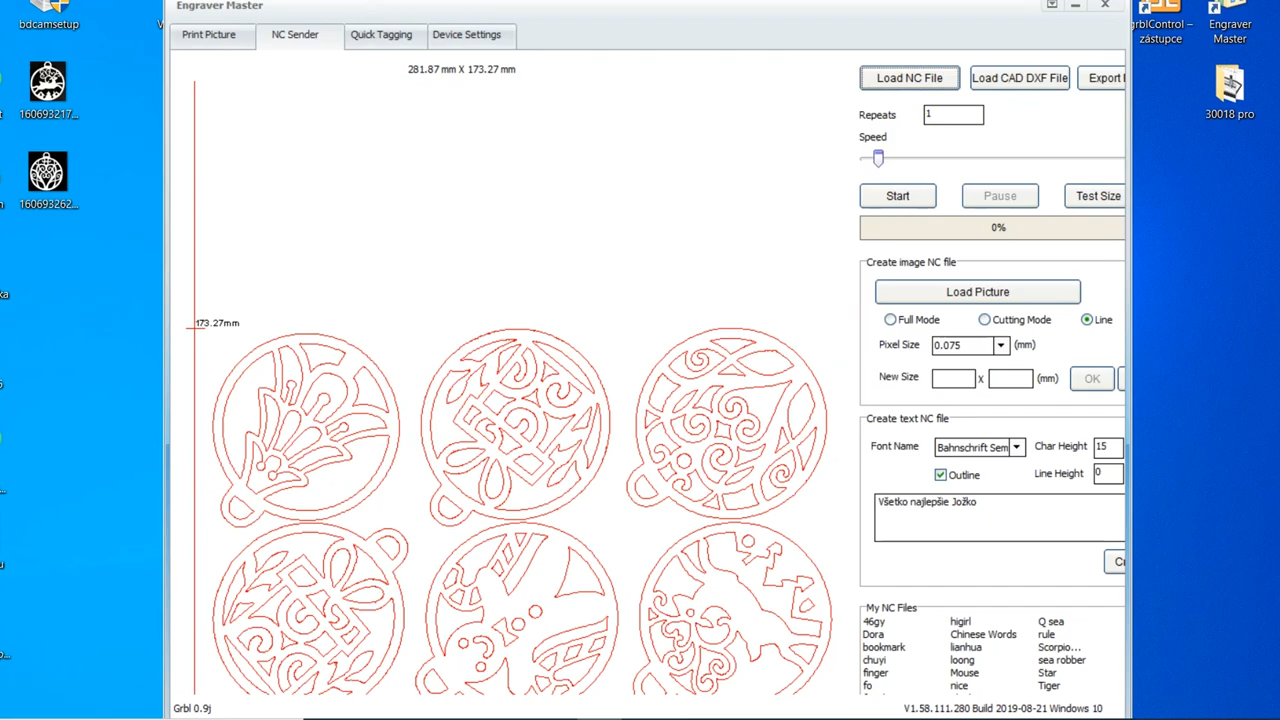 bdcamsetup
160693217...
160693262...
grblControl –
zástupce
Engraver
Master
30018 pro
Engraver Master
Print Picture
NC Sender
Quick Tagging
Device Settings
281.87 mm X 173.27 mm
173.27mm
Load NC File
Load CAD DXF File
Export
Repeats
1
Speed
Start
Pause
Test Size
0%
Create image NC file
Load Picture
Full Mode
Cutting Mode
Line
Pixel Size
0.075
(mm)
New Size
X
(mm)
OK
Create text NC file
Font Name
Bahnschrift Sem
Char Height
15
Outline
Line Height
0
Všetko najlepšie Jožko
My NC Files
46gy higirl Q sea
Dora Chinese Words rule
bookmark lianhua Scorpio...
chuyi loong sea robber
finger Mouse Star
fo nice Tiger
Grbl 0.9j
V1.58.111.280 Build 2019-08-21 Windows 10